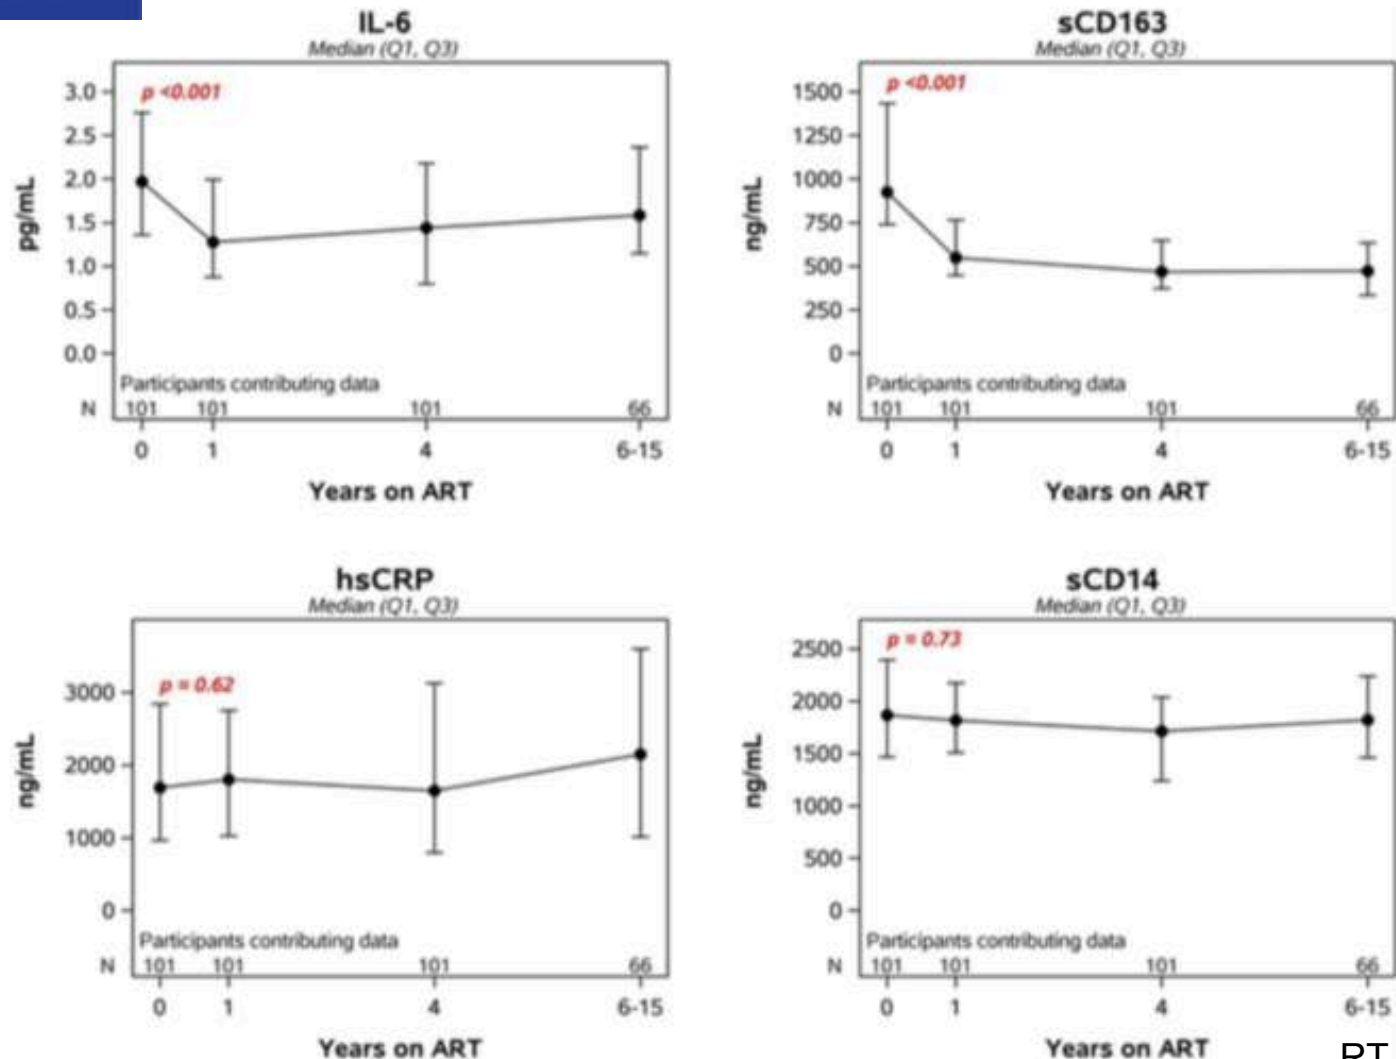 IL-6
Median (Q1, Q3)
p <0.001
3.0
2.5
2.0
1.5
1.0
0.5
0.0
pg/mL
Participants contributing data
N 101 101 101 66
0 1 4 6-15
Years on ART
sCD163
Median (Q1, Q3)
p <0.001
1500
1250
1000
750
500
250
0
ng/mL
Participants contributing data
N 101 101 101 66
0 1 4 6-15
Years on ART
hsCRP
Median (Q1, Q3)
p = 0.62
3000
2000
1000
0
ng/mL
Participants contributing data
N 101 101 101 66
0 1 4 6-15
Years on ART
sCD14
Median (Q1, Q3)
p = 0.73
2500
2000
1500
1000
500
0
ng/mL
Participants contributing data
N 101 101 101 66
0 1 4 6-15
Years on ART